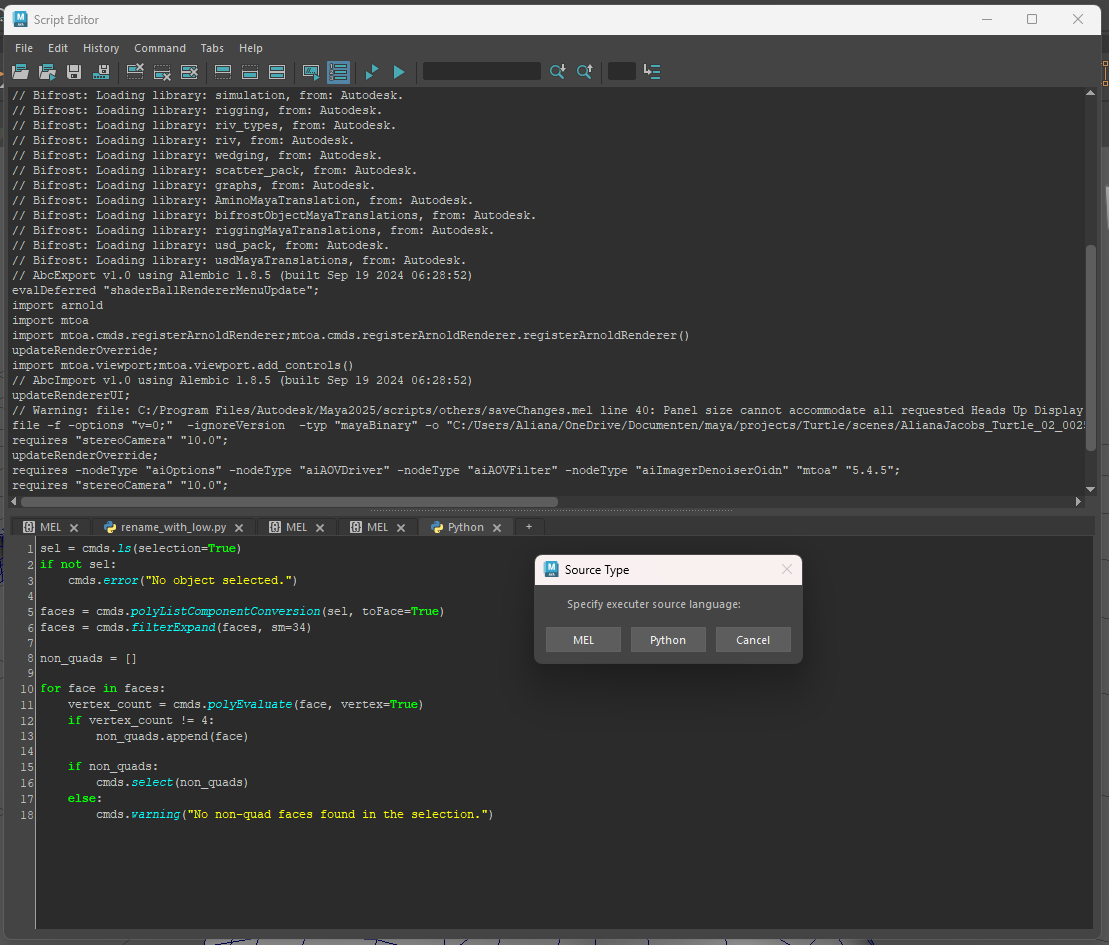 Script Editor
File Edit History Command Tabs Help
// Bifrost: Loading library: simulation, from: Autodesk.
// Bifrost: Loading library: rigging, from: Autodesk.
// Bifrost: Loading library: riv_types, from: Autodesk.
// Bifrost: Loading library: riv, from: Autodesk.
// Bifrost: Loading library: wedging, from: Autodesk.
// Bifrost: Loading library: scatter_pack, from: Autodesk.
// Bifrost: Loading library: graphs, from: Autodesk.
// Bifrost: Loading library: AminoMayaTranslation, from: Autodesk.
// Bifrost: Loading library: bifrostObjectMayaTranslations, from: Autodesk.
// Bifrost: Loading library: riggingMayaTranslations, from: Autodesk.
// Bifrost: Loading library: usd_pack, from: Autodesk.
// Bifrost: Loading library: usdMayaTranslations, from: Autodesk.
// AbcExport v1.0 using Alembic 1.8.5 (built Sep 19 2024 06:28:52)
evalDeferred "shaderBallRendererMenuUpdate";
import arnold
import mtoa
import mtoa.cmds.registerArnoldRenderer;mtoa.cmds.registerArnoldRenderer.registerArnoldRenderer()
updateRenderOverride;
import mtoa.viewport;mtoa.viewport.add_controls()
// AbcImport v1.0 using Alembic 1.8.5 (built Sep 19 2024 06:28:52)
updateRendererUI;
// Warning: file: C:/Program Files/Autodesk/Maya2025/scripts/others/saveChanges.mel line 40: Panel size cannot accommodate all requested Heads Up Display
file -f -options "v=0;"  -ignoreVersion  -typ "mayaBinary" -o "C:/Users/Aliana/OneDrive/Documenten/maya/projects/Turtle/scenes/AlianaJacobs_Turtle_02_0025
requires "stereoCamera" "10.0";
updateRenderOverride;
requires -nodeType "aiOptions" -nodeType "aiAOVDriver" -nodeType "aiAOVFilter" -nodeType "aiImagerDenoiserOidn" "mtoa" "5.4.5";
requires "stereoCamera" "10.0";
MEL rename_with_low.py MEL MEL Python +
1 sel = cmds.ls(selection=True)
2 if not sel:
3     cmds.error("No object selected.")
4
5 faces = cmds.polyListComponentConversion(sel, toFace=True)
6 faces = cmds.filterExpand(faces, sm=34)
7
8 non_quads = []
9
10 for face in faces:
11     vertex_count = cmds.polyEvaluate(face, vertex=True)
12     if vertex_count != 4:
13         non_quads.append(face)
14
15     if non_quads:
16         cmds.select(non_quads)
17     else:
18         cmds.warning("No non-quad faces found in the selection.")
Source Type
Specify executer source language:
MEL Python Cancel